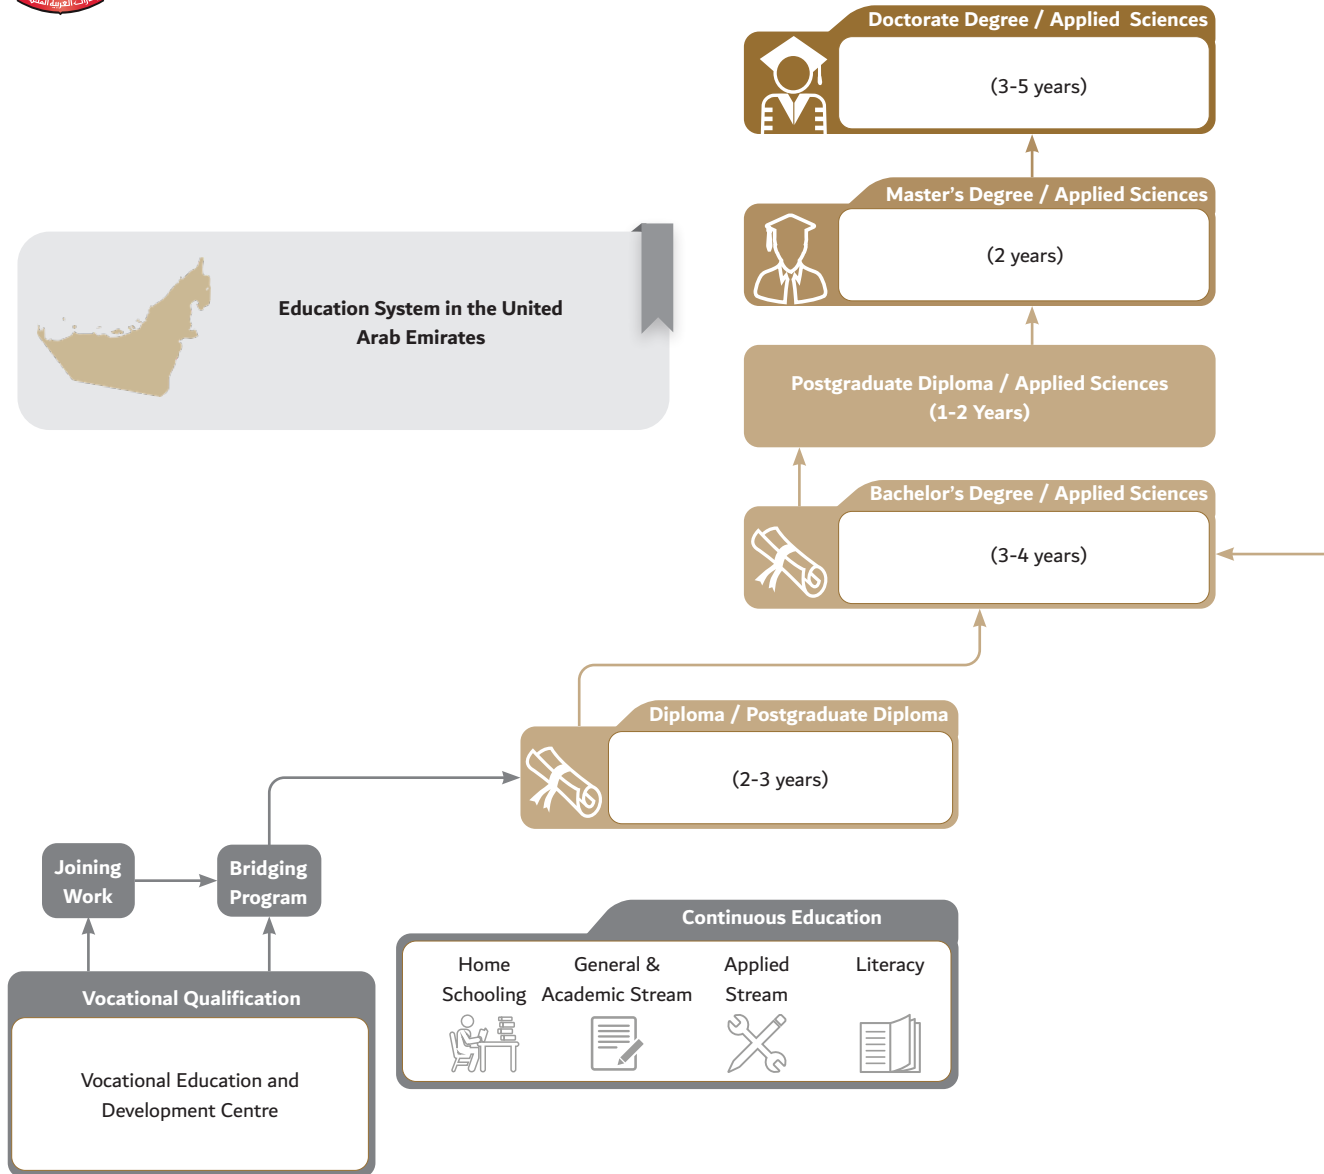 Doctorate Degree / Applied Sciences
(3-5 years)
Master's Degree / Applied Sciences
(2 years)
Education System in the United
Arab Emirates
Postgraduate Diploma / Applied Sciences
(1-2 Years)
Bachelor's Degree / Applied Sciences
(3-4 years)
Diploma / Postgraduate Diploma
(2-3 years)
Joining
Work
Bridging
Program
Continuous Education
Home
Schooling
General &
Academic Stream
Applied
Stream
Literacy
Vocational Qualification
Vocational Education and
Development Centre